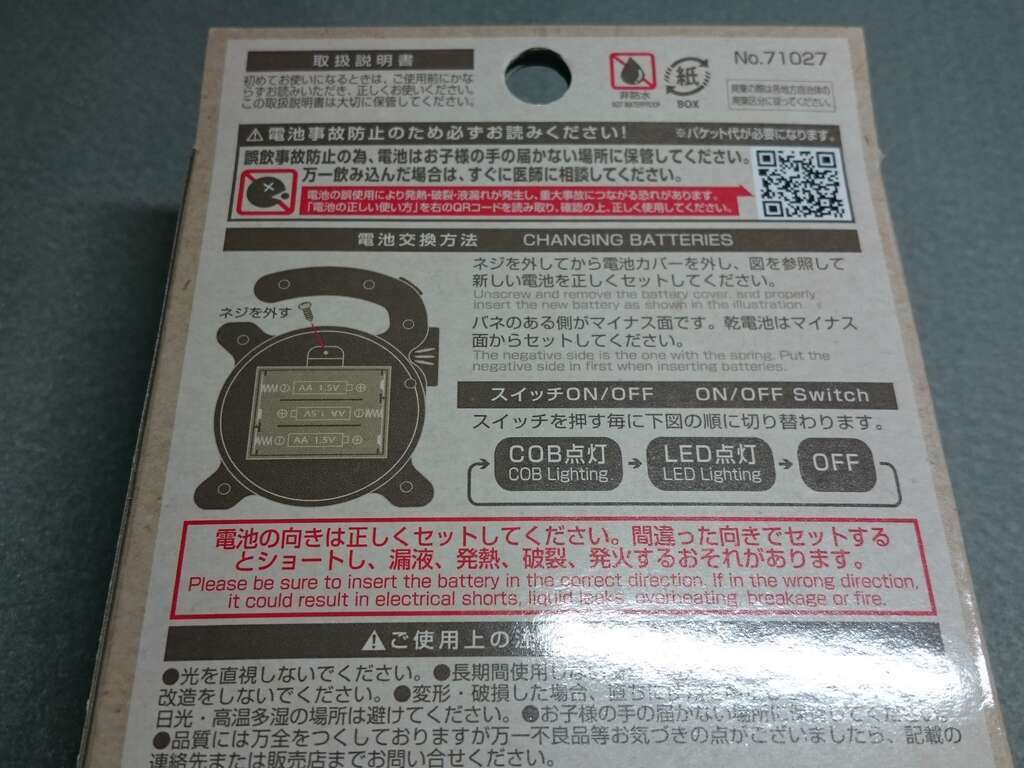 取扱説明書
初めてお使いになるときは、ご使用前にかな
らずお読みいただき、正しくお使いください。
この取扱説明書は大切に保管してください。
非防水
NOT WATERPROOF
紙
BOX
No.71027
廃棄の際は各地方自治体の
廃棄区分に従ってください。
⚠電池事故防止のため必ずお読みください! ※パケット代が必要になります。
誤飲事故防止の為、電池はお子様の手の届かない場所に保管してください。
万一飲み込んだ場合は、すぐに医師に相談してください。
電池の誤使用により発熱・破裂・液漏れが発生し、重大事故につながる恐れがあります。
「電池の正しい使い方」を右のQRコードを読み取り、確認の上、正しく使用してください。
電池交換方法 CHANGING BATTERIES
ネジを外してから電池カバーを外し、図を参照して
新しい電池を正しくセットしてください。
Unscrew and remove the battery cover, and properly
insert the new battery as shown in the illustration.
バネのある側がマイナス面です。乾電池はマイナス
面からセットしてください。
The negative side is the one with the spring. Put the
negative side in first when inserting batteries.
ネジを外す
AA 1.5V
AA 1.5V
AA 1.5V
スイッチON/OFF ON/OFF Switch
スイッチを押す毎に下図の順に切り替わります。
COB点灯
COB Lighting
LED点灯
LED Lighting
OFF
電池の向きは正しくセットしてください。間違った向きでセットする
とショートし、漏液、発熱、破裂、発火するおそれがあります。
Please be sure to insert the battery in the correct direction. If in the wrong direction,
it could result in electrical shorts, liquid leaks, overheating, breakage or fire.
⚠ご使用上の注
●光を直視しないでください。●長期間使用し
改造をしないでください。●変形・破損した場合、直ちに
日光・高温多湿の場所は避けてください。●お子様の手の届かない場所に保管してください。
●品質には万全をつくしておりますが万一不良品等お気づきの点がございましたら、記載の
連絡先または販売店までお問い合せください。